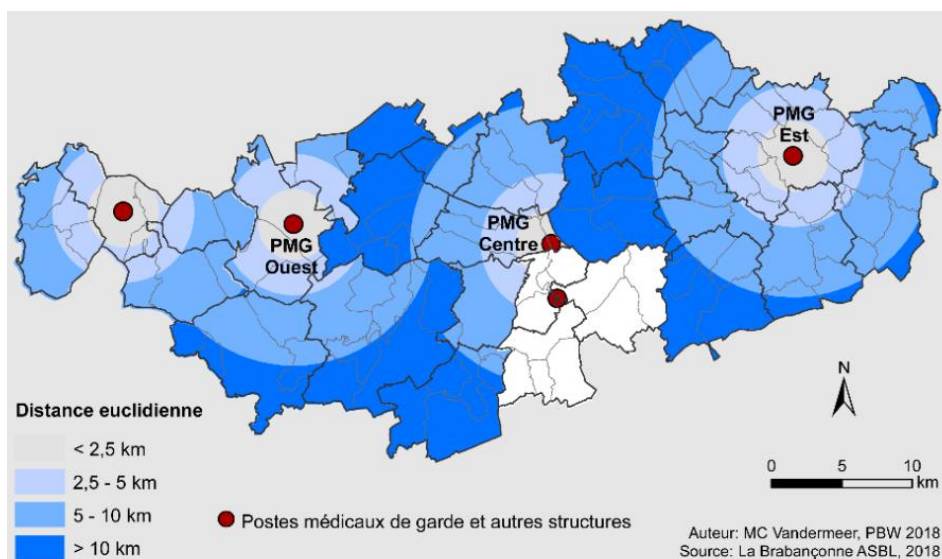 PMG
Est
PMG
Centre
PMG
Ouest
Distance euclidienne
< 2,5 km
2,5 - 5 km
5 - 10 km
> 10 km
Postes médicaux de garde et autres structures
N
0 5 10
km
Auteur: MC Vandermeer, PBW 2018
Source: La Brabançonne ASBL, 2018